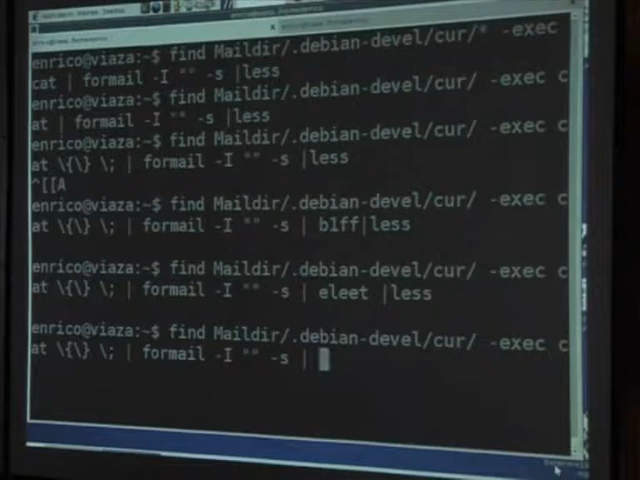 enrico@viaza:~$ find Maildir/.debian-devel/cur/* -exec
cat | formail -I "" -s |less
enrico@viaza:~$ find Maildir/.debian-devel/cur/ -exec c
at | formail -I "" -s |less
enrico@viaza:~$ find Maildir/.debian-devel/cur/ -exec c
at \{\} \; | formail -I "" -s |less
^[[A
enrico@viaza:~$ find Maildir/.debian-devel/cur/ -exec c
at \{\} \; | formail -I "" -s | b1ff|less
enrico@viaza:~$ find Maildir/.debian-devel/cur/ -exec c
at \{\} \; | formail -I "" -s | eleet |less
enrico@viaza:~$ find Maildir/.debian-devel/cur/ -exec c
at \{\} \; | formail -I "" -s |